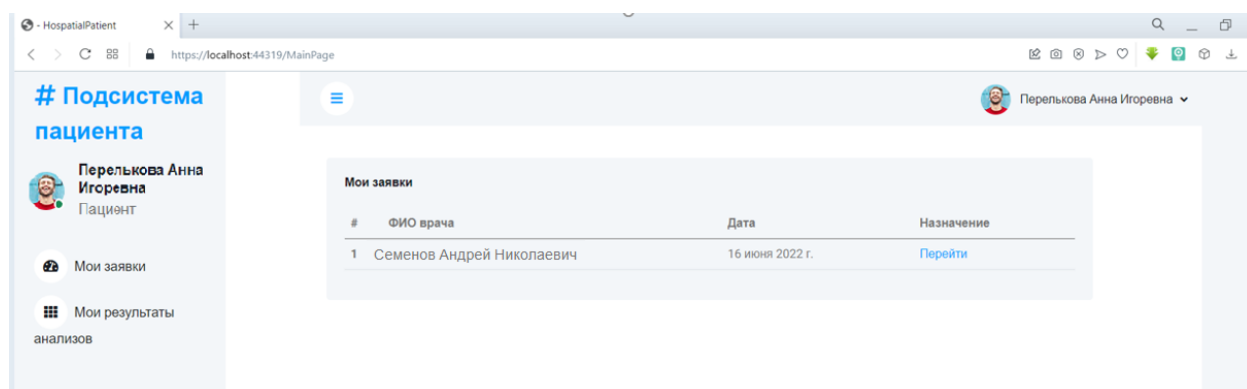 - HospatialPatient
https://localhost:44319/MainPage
# Подсистема
пациента
Перелькова Анна Игоревна
Перелькова Анна
Игоревна
Пациент
Мои заявки
Мои результаты
анализов
Мои заявки
# ФИО врача Дата Назначение
1 Семенов Андрей Николаевич 16 июня 2022 г. Перейти